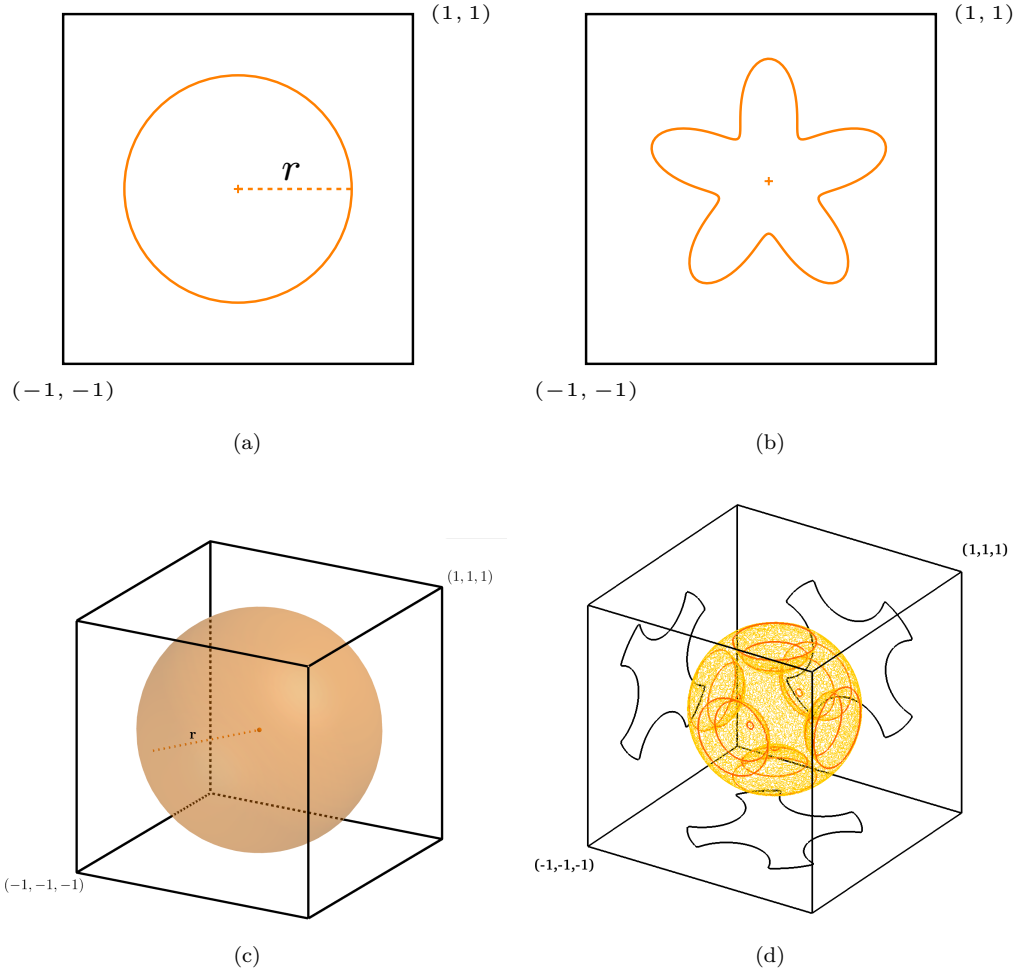 (1, 1)
(1, 1)
r
(−1, −1)
(−1, −1)
(a)
(b)
(1, 1, 1)
(1,1,1)
r
(-1,-1,-1)
(−1, −1, −1)
(c)
(d)